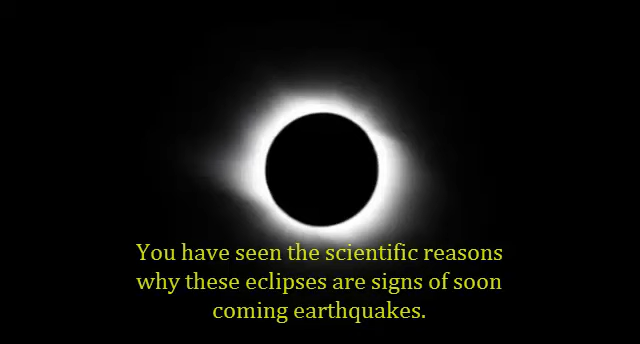 You have seen the scientific reasons
why these eclipses are signs of soon
coming earthquakes.